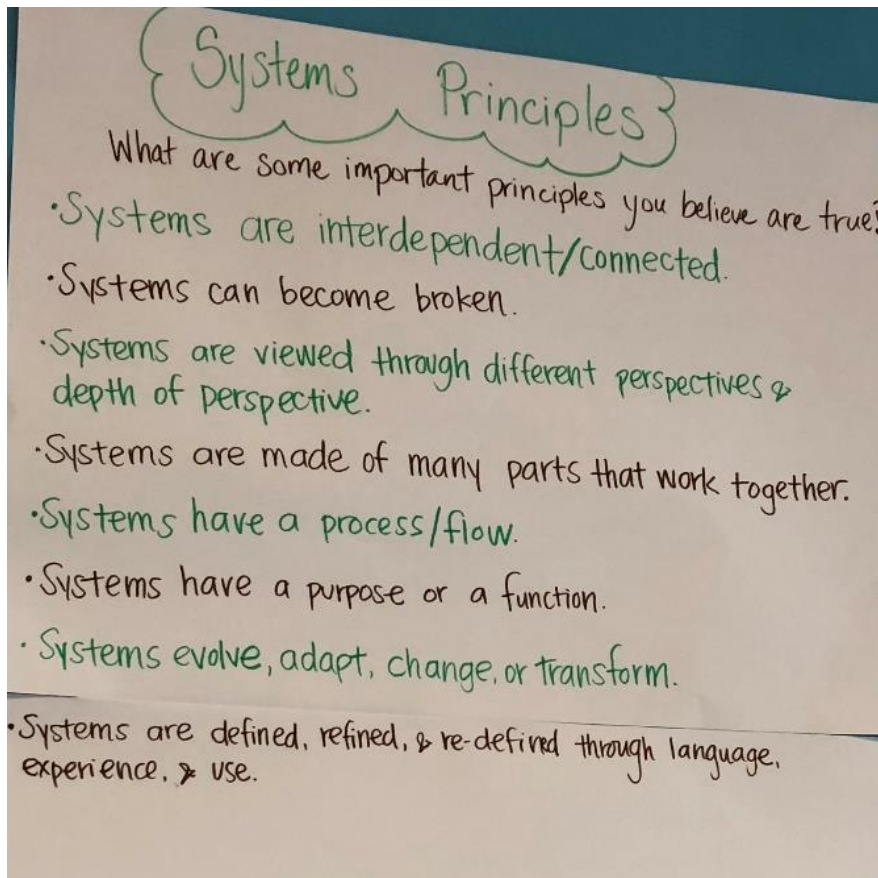 Systems Principles
What are some important principles you believe are true?
•Systems are interdependent/connected.
•Systems can become broken.
•Systems are viewed through different perspectives &
depth of perspective.
•Systems are made of many parts that work together.
•Systems have a process/flow.
•Systems have a purpose or a function.
•Systems evolve, adapt, change, or transform.
•Systems are defined, refined, & re-defined through language,
experience, & use.